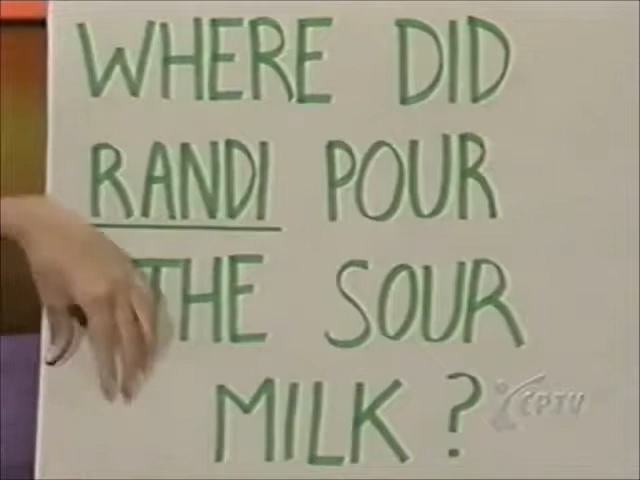 WHERE DID
RANDI POUR
THE SOUR
MILK?
CPTV